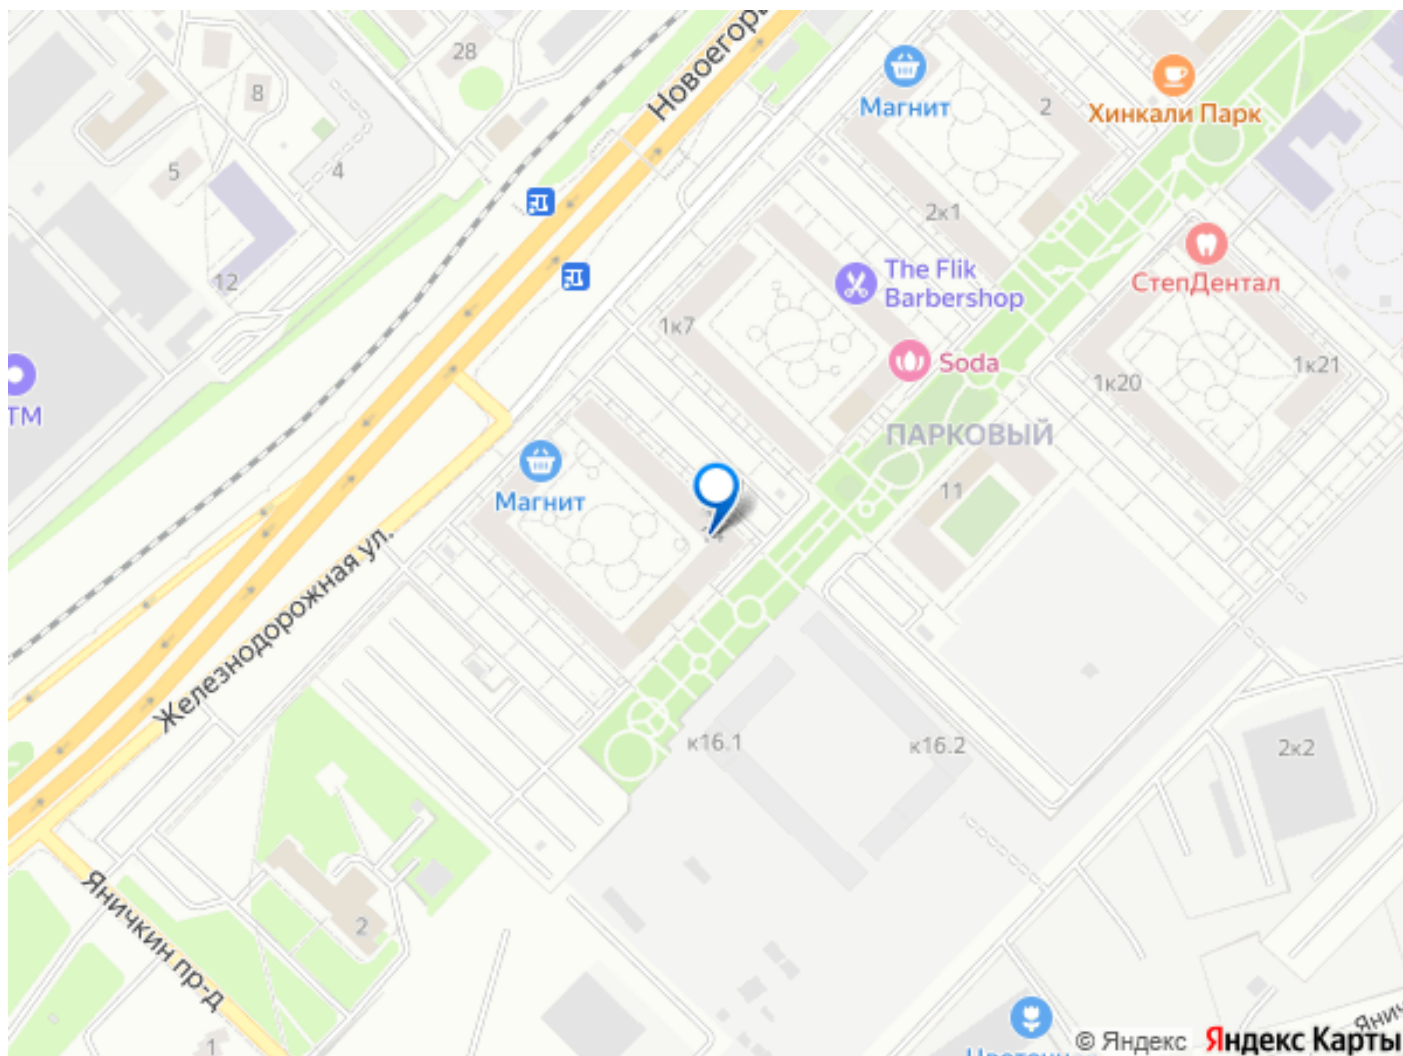 28
8
5
4
12
Новоегор
Магнит
2
Хинкали Парк
2к1
The Flik
Barbershop
СтепДентал
1к7
Soda
1к20
1к21
ТМ
ПАРКОВЫЙ
Магнит
11
Железнодорожная ул.
к16.1
к16.2
2к2
2
Яничкин пр-д
1
© Яндекс
Яндекс Карты